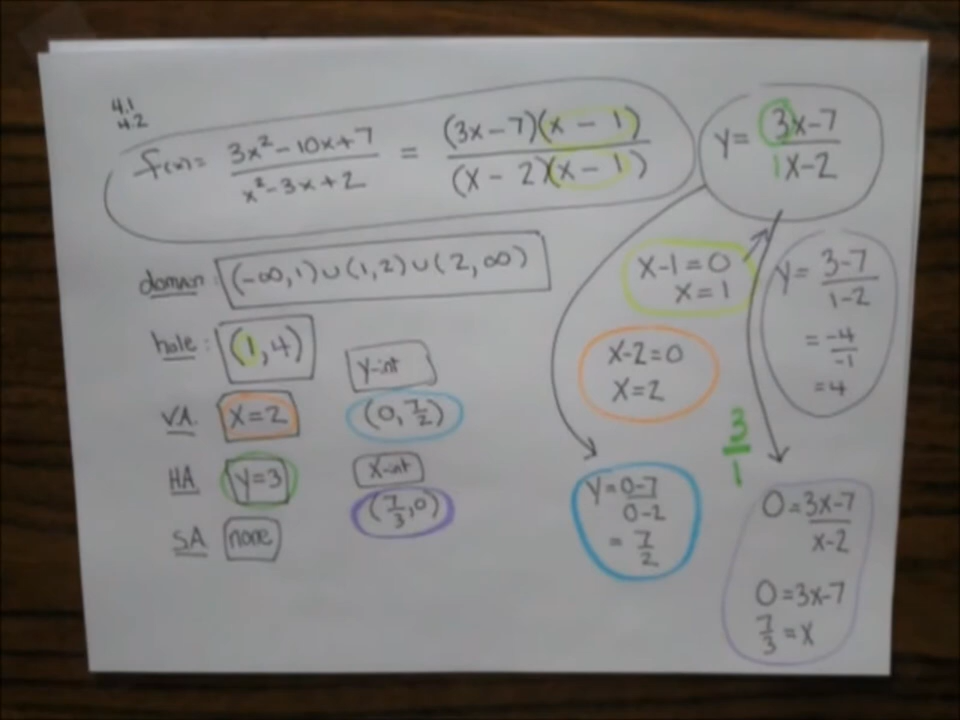 4.1
4.2
f(x) = 3x² - 10x + 7 / x² - 3x + 2 = (3x - 7)(x - 1) / (x - 2)(x - 1)
y = 3x - 7 / 1x - 2
domain: (-∞, 1) ∪ (1, 2) ∪ (2, ∞)
hole: (1, 4)
V.A. x = 2
HA y = 3
SA none
y-int
(0, 7/2)
x-int
(7/3, 0)
x - 1 = 0
x = 1
x - 2 = 0
x = 2
y = 3 - 7 / 1 - 2
= -4 / -1
= 4
3/1
y = 0 - 7 / 0 - 2
= 7/2
0 = 3x - 7 / x - 2
0 = 3x - 7
7/3 = x